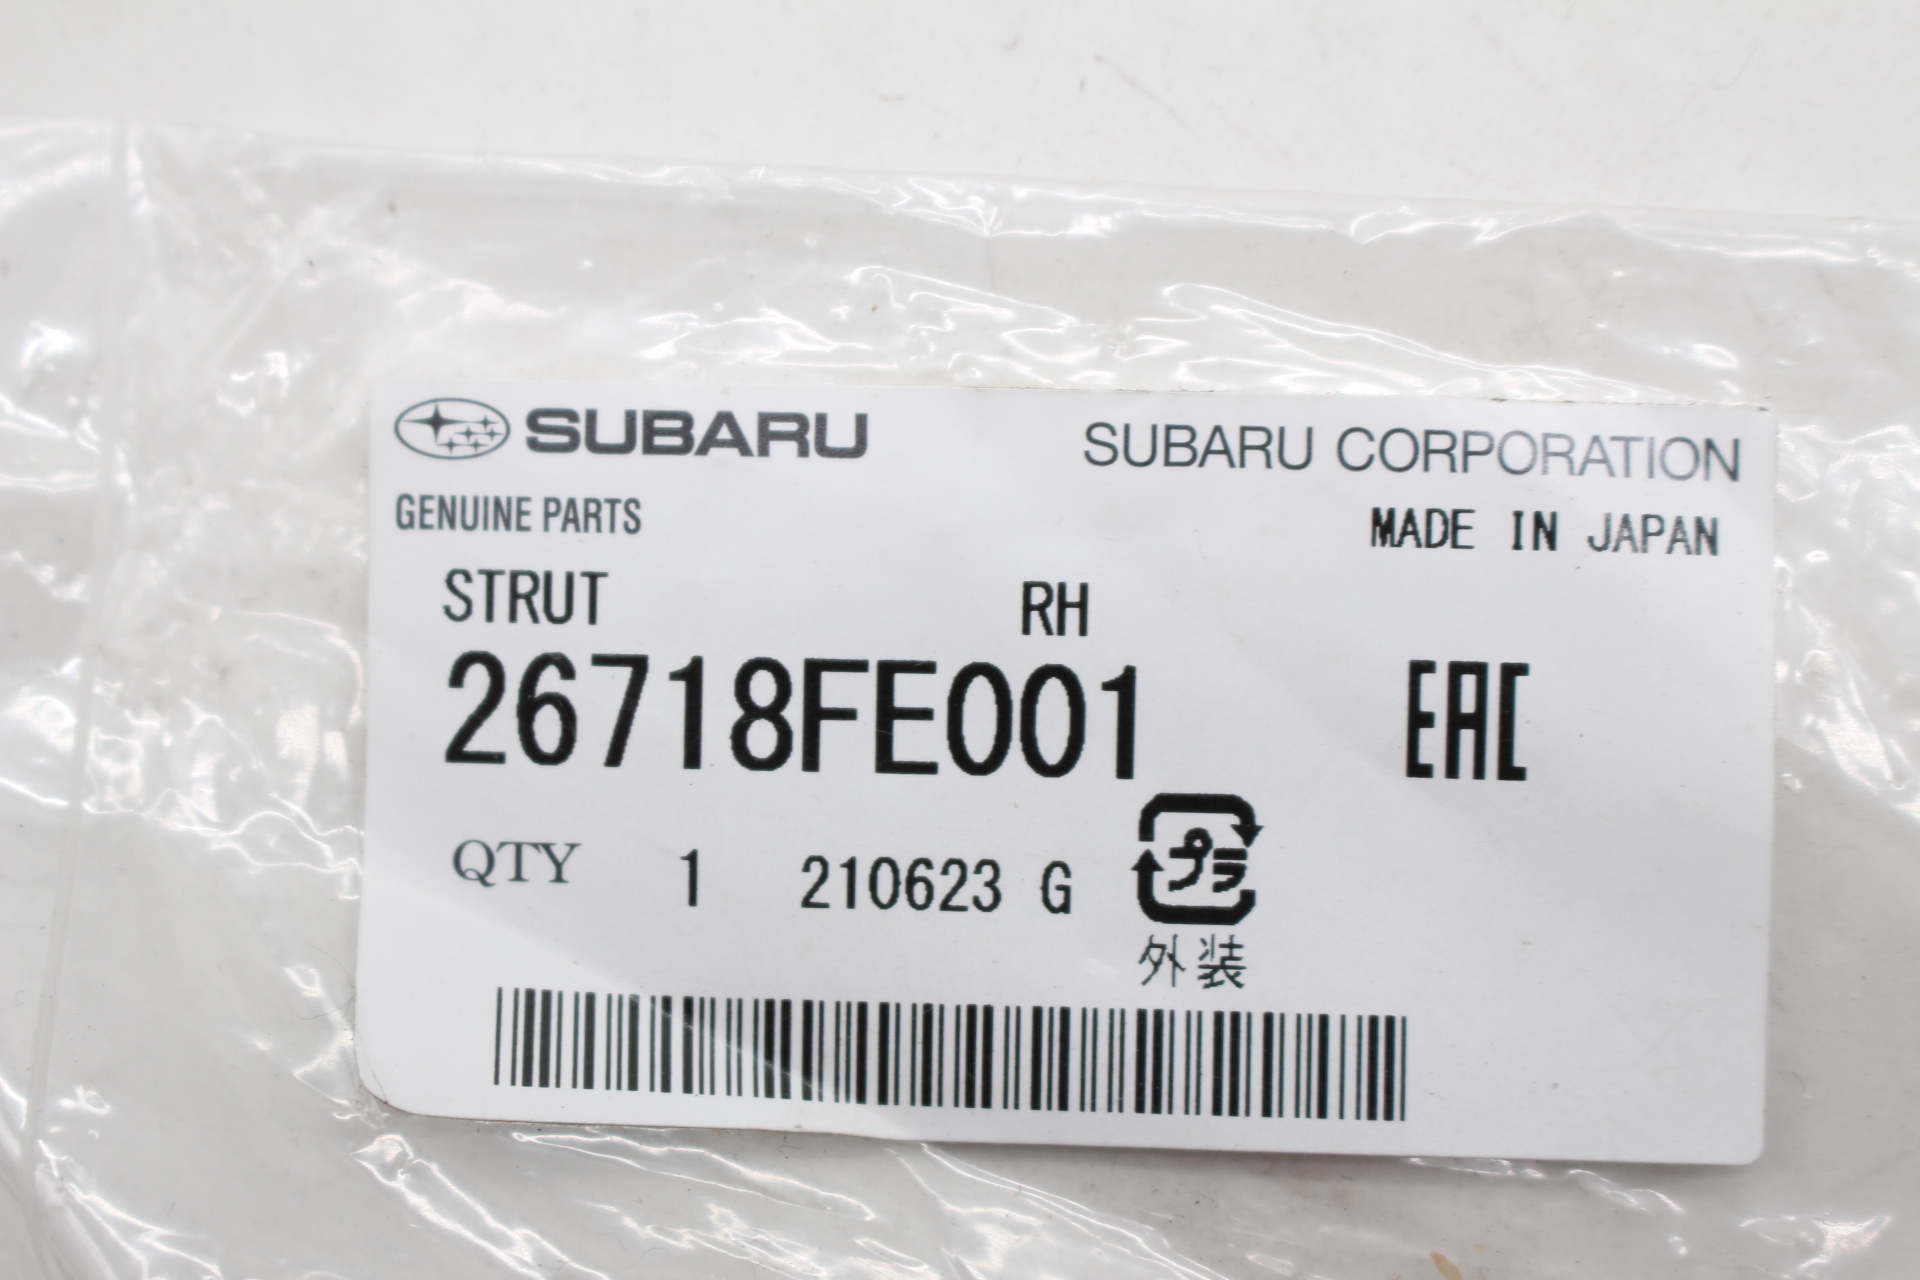 SUBARU SUBARU CORPORATION
GENUINE PARTS MADE IN JAPAN
STRUT RH
26718FE001 EAC
QTY 1 210623 G プラ
外装